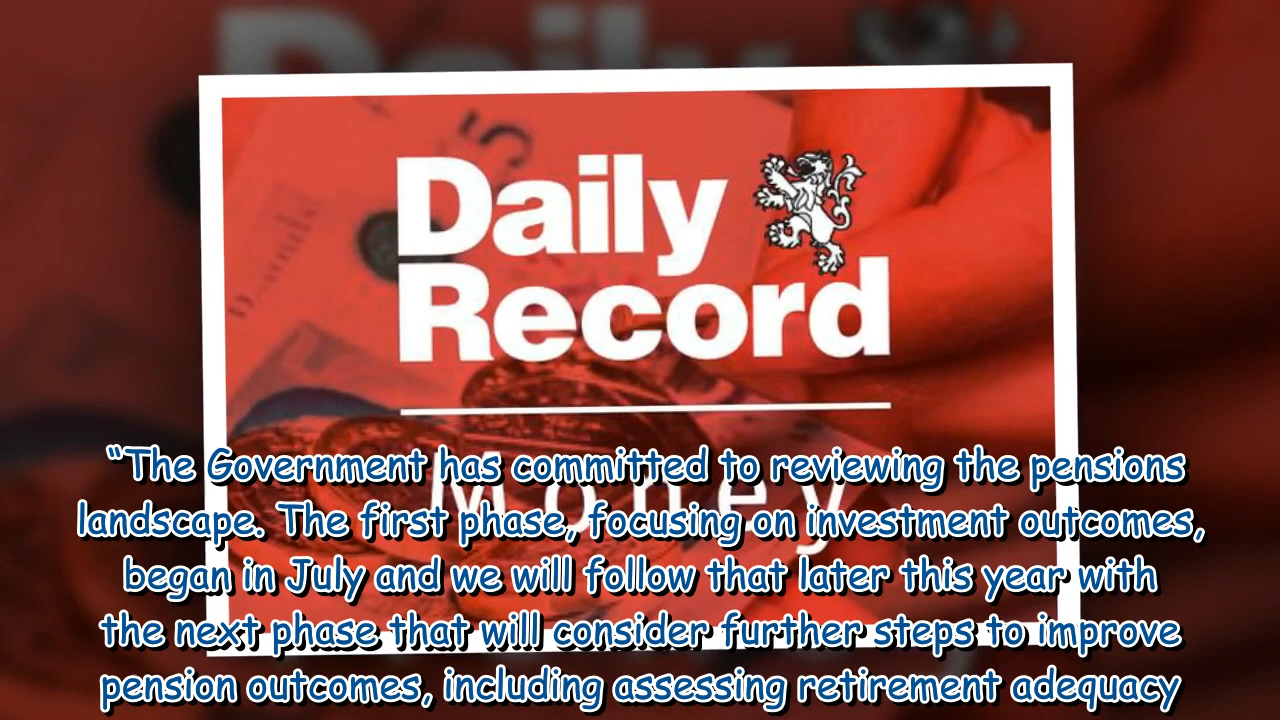 Daily
Record
Money
“The Government has committed to reviewing the pensions
landscape. The first phase, focusing on investment outcomes,
began in July and we will follow that later this year with
the next phase that will consider further steps to improve
pension outcomes, including assessing retirement adequacy